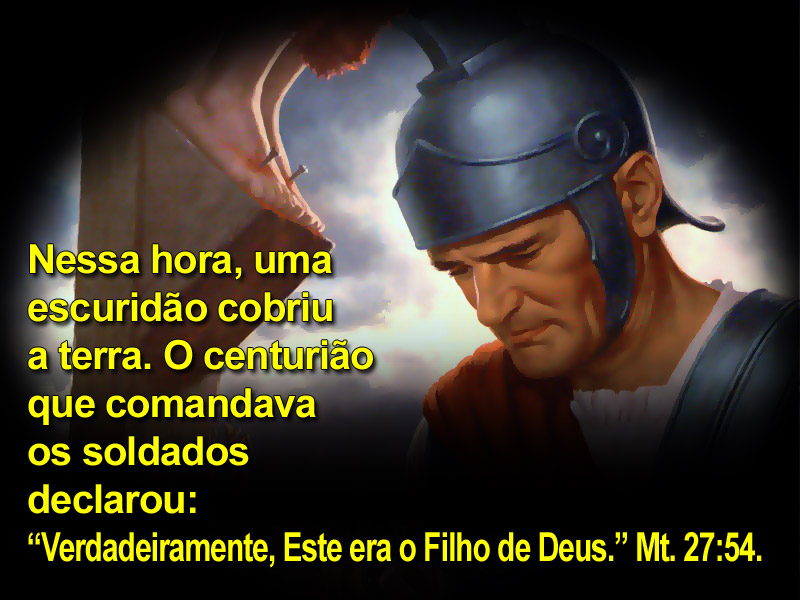 Nessa hora, uma
escuridão cobriu
a terra. O centurião
que comandava
os soldados
declarou:
“Verdadeiramente, Este era o Filho de Deus.” Mt. 27:54.